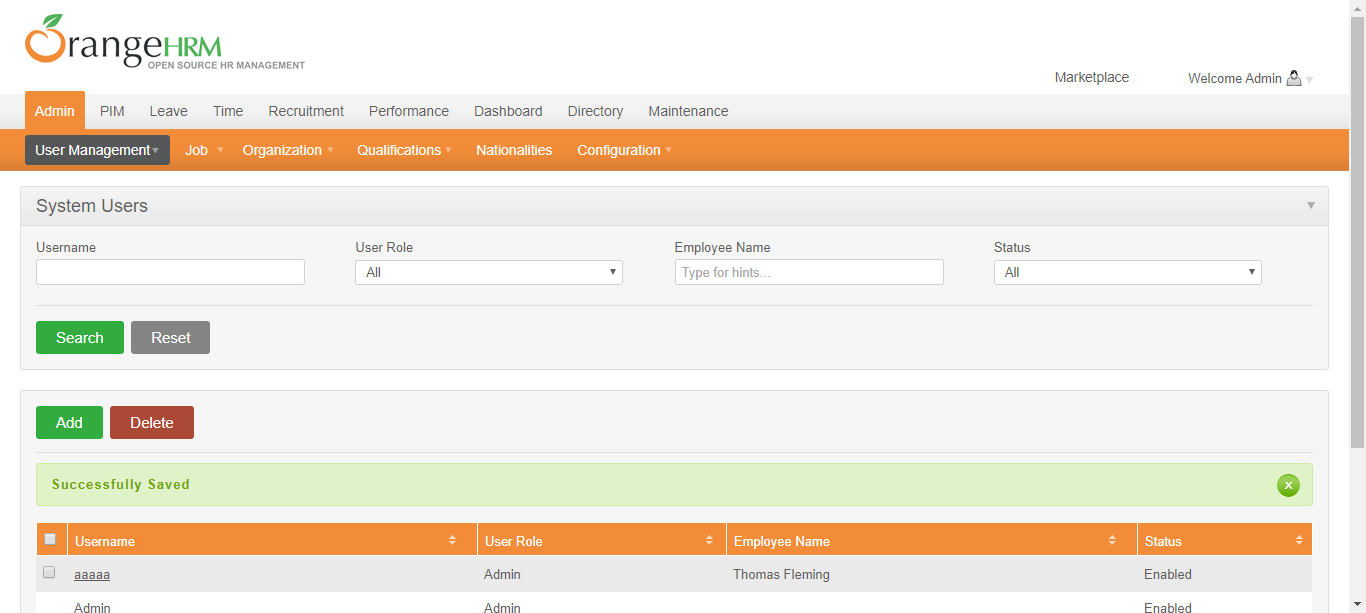 OrangeHRM
OPEN SOURCE HR MANAGEMENT
Marketplace Welcome Admin
Admin PIM Leave Time Recruitment Performance Dashboard Directory Maintenance
User Management Job Organization Qualifications Nationalities Configuration
System Users
Username User Role Employee Name Status
All Type for hints... All
Search Reset
Add Delete
Successfully Saved x
Username User Role Employee Name Status
aaaaa Admin Thomas Fleming Enabled
Admin Admin Enabled